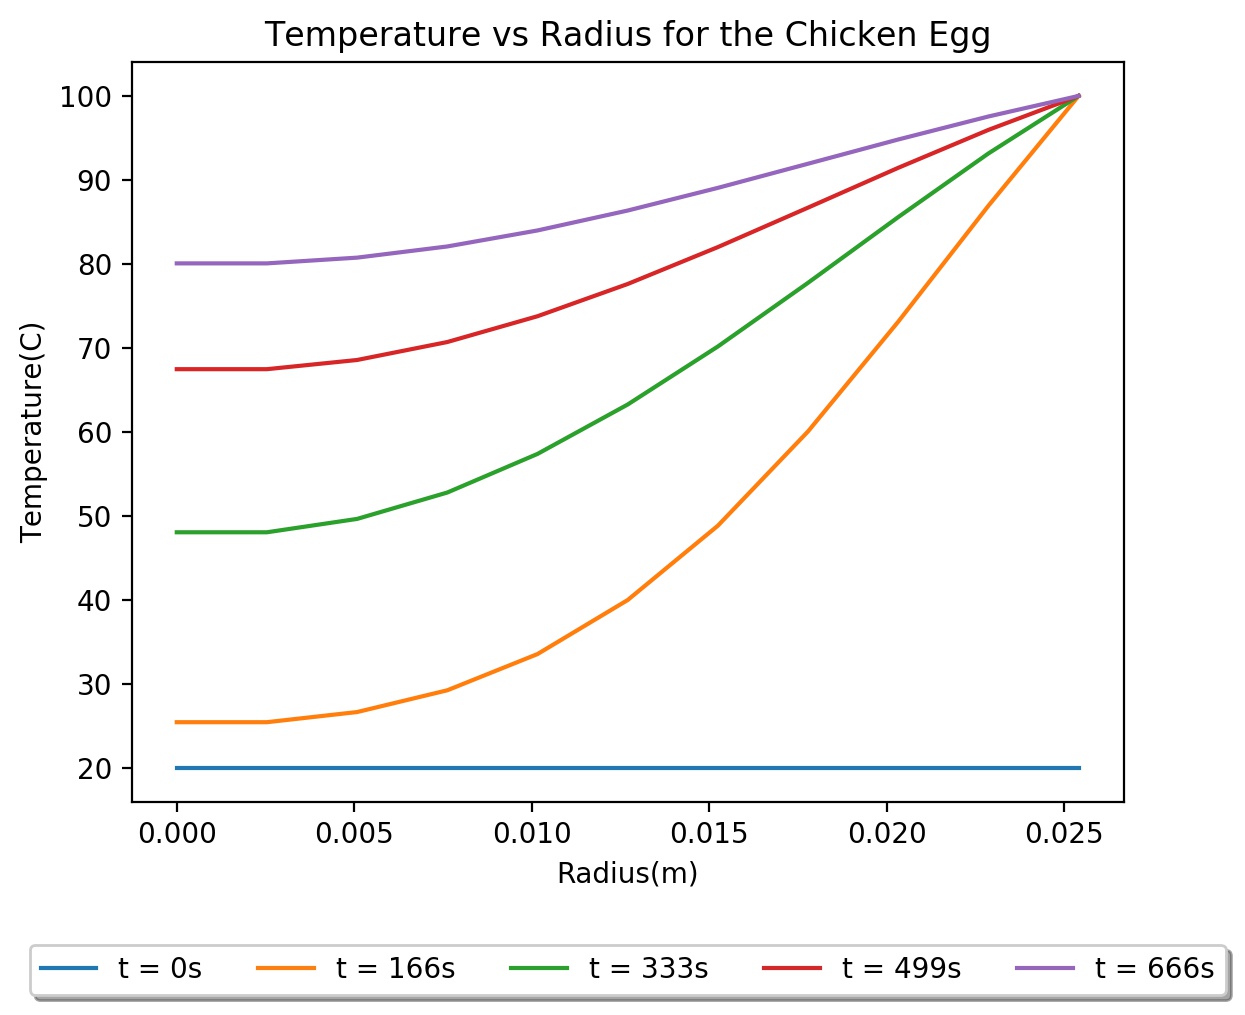 Temperature vs Radius for the Chicken Egg
100
90
80
70
60
50
40
30
20
Temperature(C)
0.000 0.005 0.010 0.015 0.020 0.025
Radius(m)
t = 0s t = 166s t = 333s t = 499s t = 666s